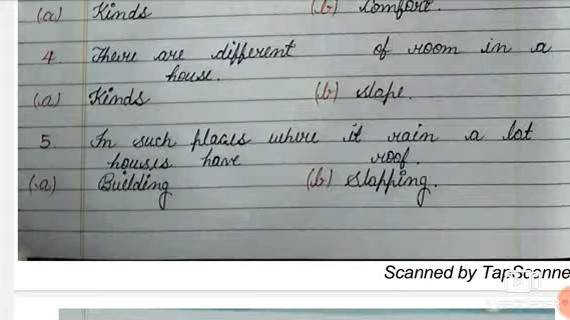 (a) Kinds (b) Comfort.
4. There are different of room in a
house.
(a) Kinds (b) slope.
5. In such places where it rain a lot
houses have roof.
(a) Building (b) Slopping.
Scanned by TapScanne